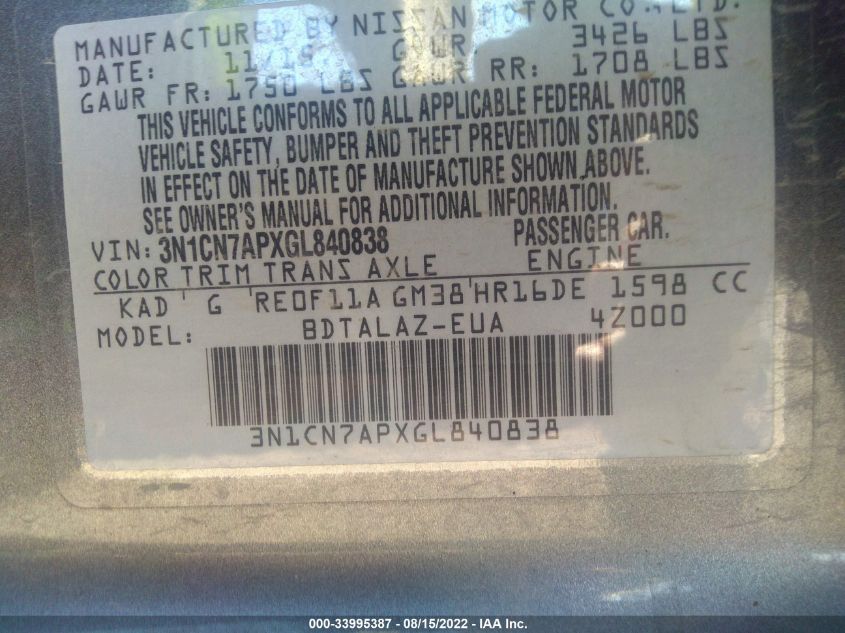 MANUFACTURED BY NISSAN MOTOR CO.,LTD.
DATE: 11/15 GVWR: 3426 LBS
GAWR FR: 1750 LBS GAWR RR: 1708 LBS
THIS VEHICLE CONFORMS TO ALL APPLICABLE FEDERAL MOTOR
VEHICLE SAFETY, BUMPER AND THEFT PREVENTION STANDARDS
IN EFFECT ON THE DATE OF MANUFACTURE SHOWN ABOVE.
SEE OWNER'S MANUAL FOR ADDITIONAL INFORMATION.
VIN: 3N1CN7APXGL840838 PASSENGER CAR.
COLOR TRIM TRANS AXLE ENGINE
KAD G RE0F11A GM38 HR16DE 1598 CC
MODEL: BDTALAZ-EUA 4Z000
3N1CN7APXGL840838
000-33995387 - 08/15/2022 - IAA Inc.